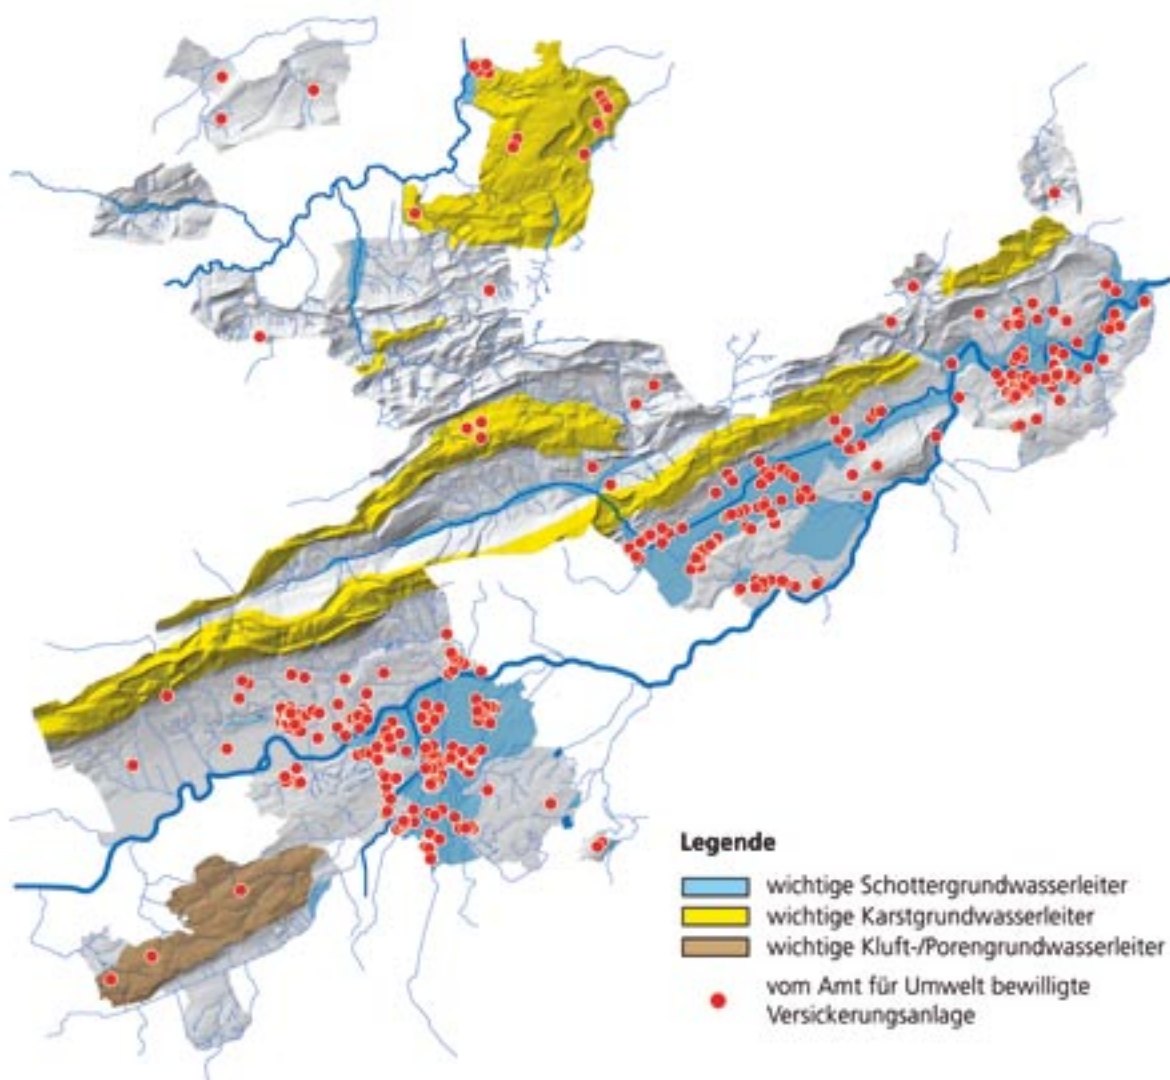 Legende
wichtige Schottergrundwasserleiter
wichtige Karstgrundwasserleiter
wichtige Kluft-/Porengrundwasserleiter
vom Amt für Umwelt bewilligte
Versickerungsanlage